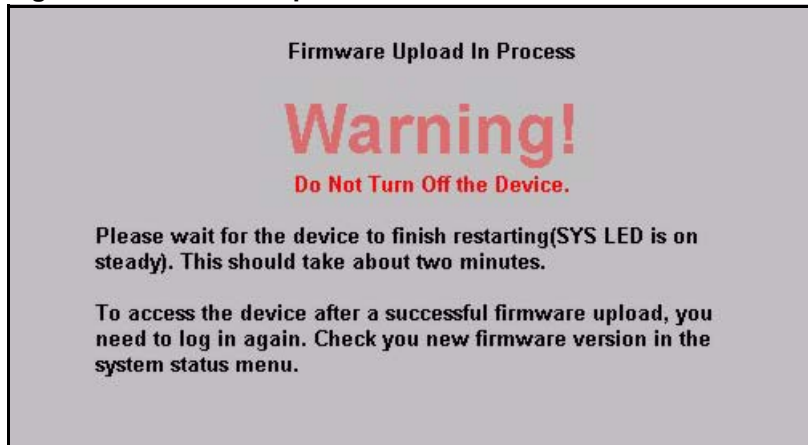 Firmware Upload In Process
Warning!
Do Not Turn Off the Device.
Please wait for the device to finish restarting(SYS LED is on
steady). This should take about two minutes.
To access the device after a successful firmware upload, you
need to log in again. Check you new firmware version in the
system status menu.